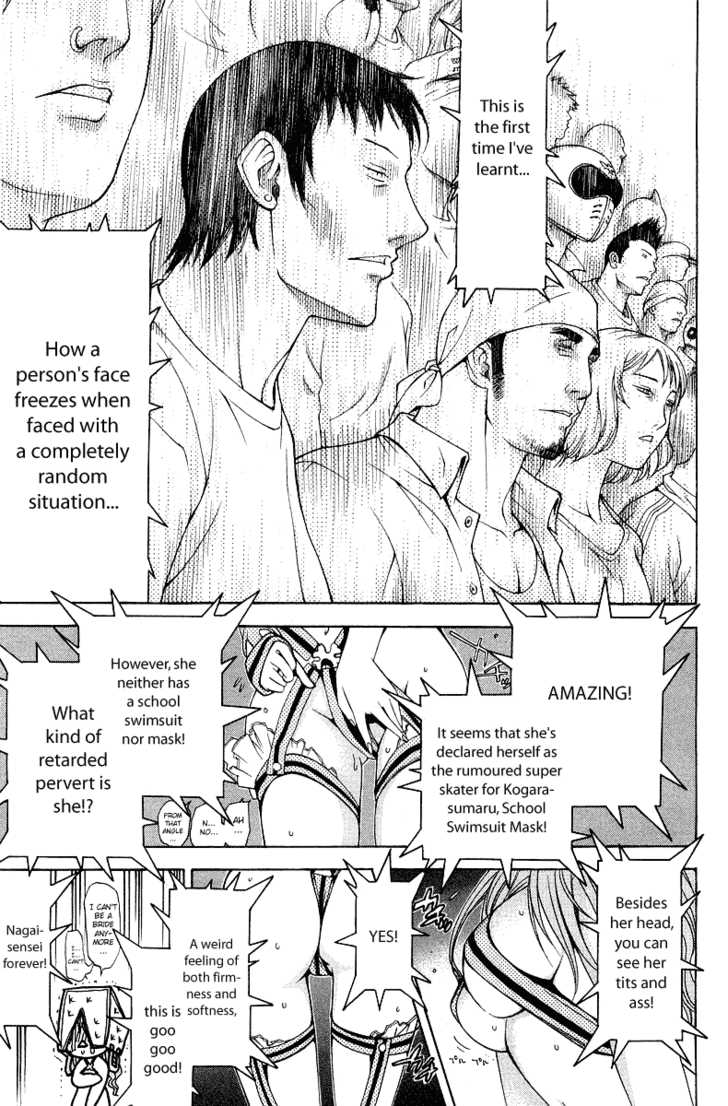 This is
the first
time I've
learnt...
How a
person's face
freezes when
faced with
a completely
random
situation...
AMAZING!
It seems that she's
declared herself as
the rumoured super
skater for Kogara-
sumaru, School
Swimsuit Mask!
However, she
neither has
a school
swimsuit
nor mask!
What
kind of
retarded
pervert is
she!?
AH
...
N...
NO...
FROM
THAT
ANGLE
...
Besides
her head,
you can
see her
tits and
ass!
YES!
A weird
feeling of
both firm-
ness and
softness,
this is
goo
goo
good!
I CAN'T
BE A
BRIDE
ANY-
MORE
...
I...
I...
CAN'T...
Nagai-
sensei
forever!